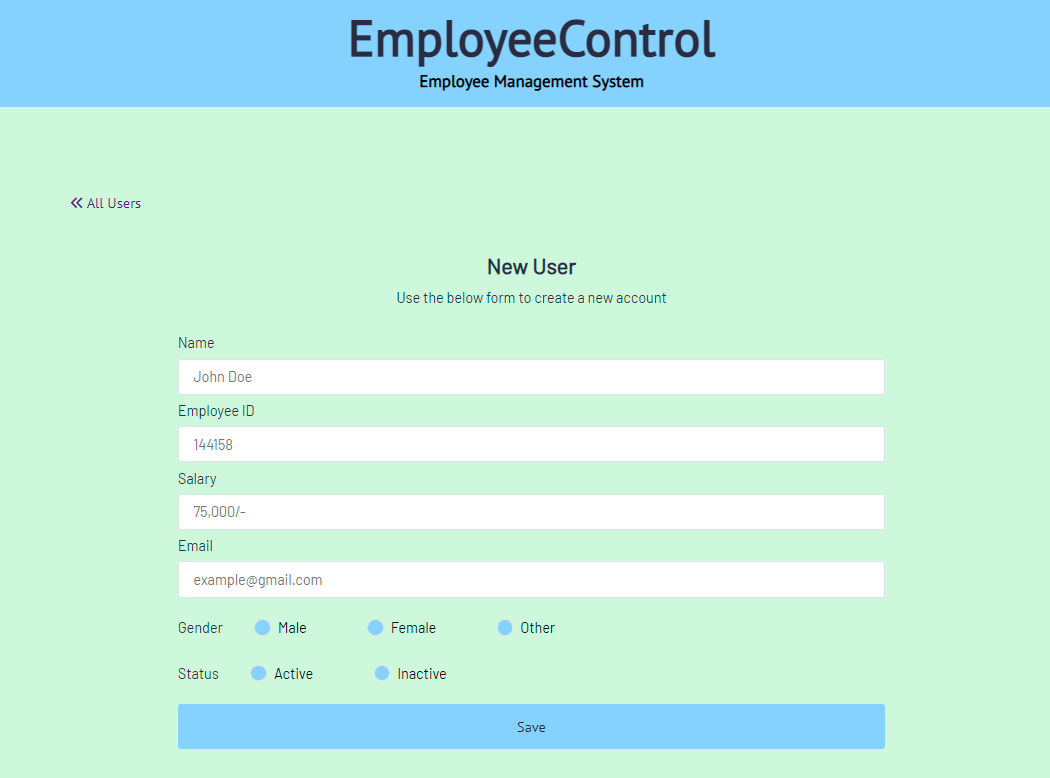 EmployeeControl
Employee Management System
All Users
New User
Use the below form to create a new account
Name
John Doe
Employee ID
144158
Salary
75,000/-
Email
example@gmail.com
Gender Male Female Other
Status Active Inactive
Save